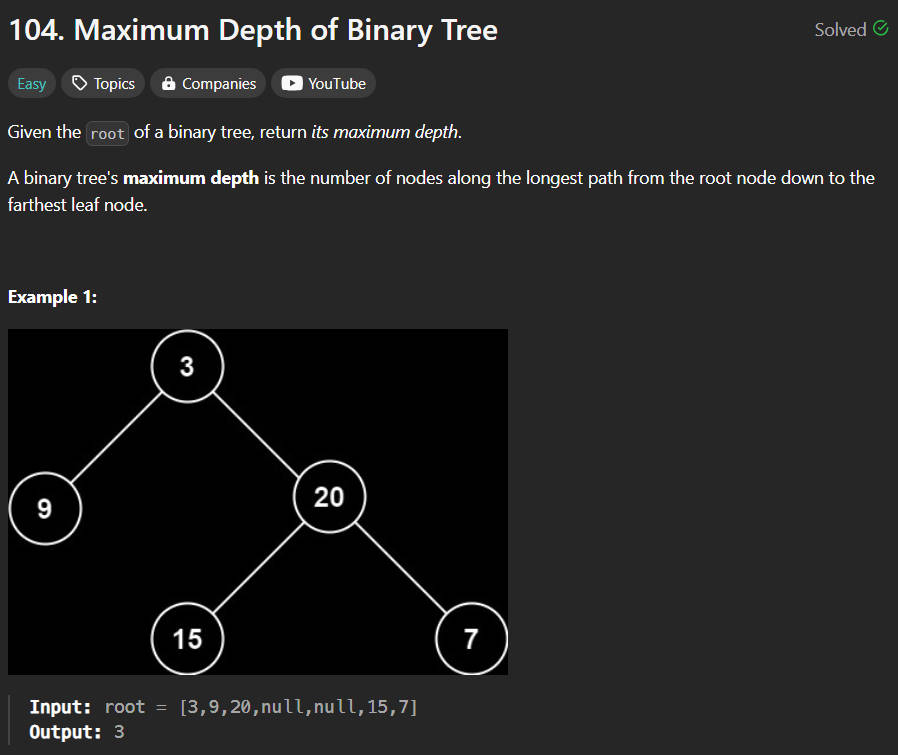 104. Maximum Depth of Binary Tree
Solved
Easy Topics Companies YouTube
Given the root of a binary tree, return its maximum depth.
A binary tree's maximum depth is the number of nodes along the longest path from the root node down to the
farthest leaf node.
Example 1:
3
9
20
15
7
Input: root = [3,9,20,null,null,15,7]
Output: 3